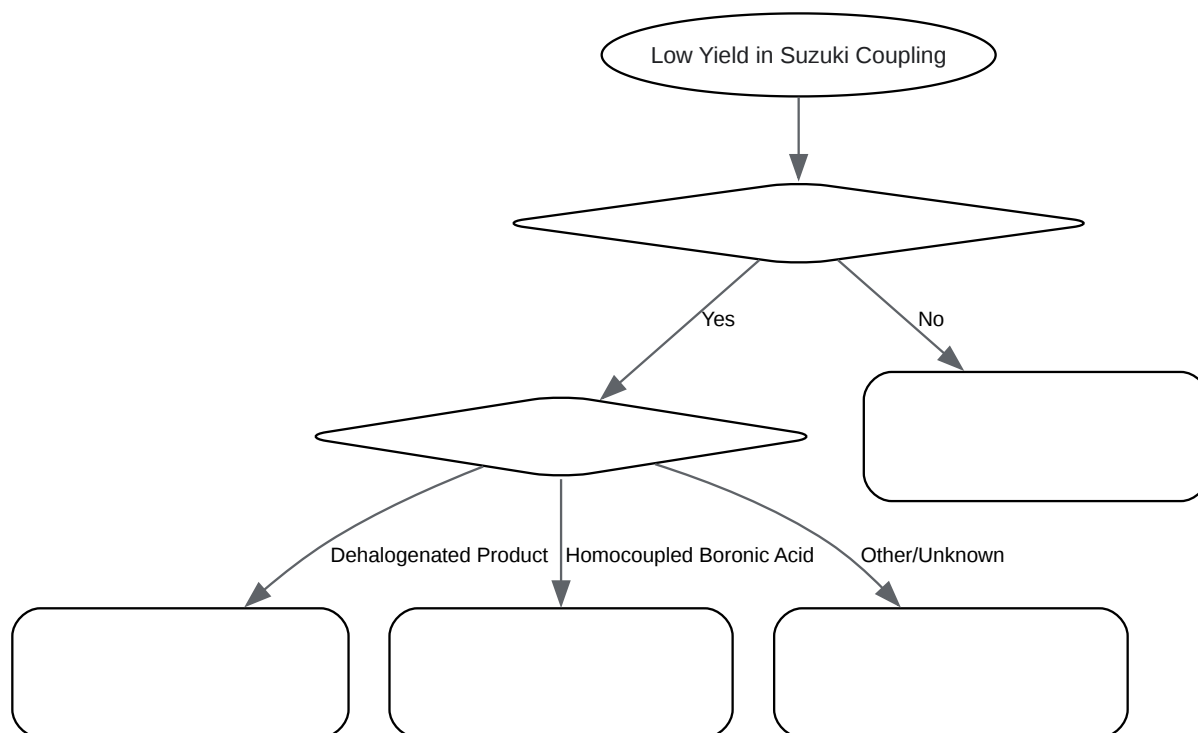 Low Yield in Suzuki Coupling
Yes
No
Dehalogenated Product
Homocoupled Boronic Acid
Other/Unknown